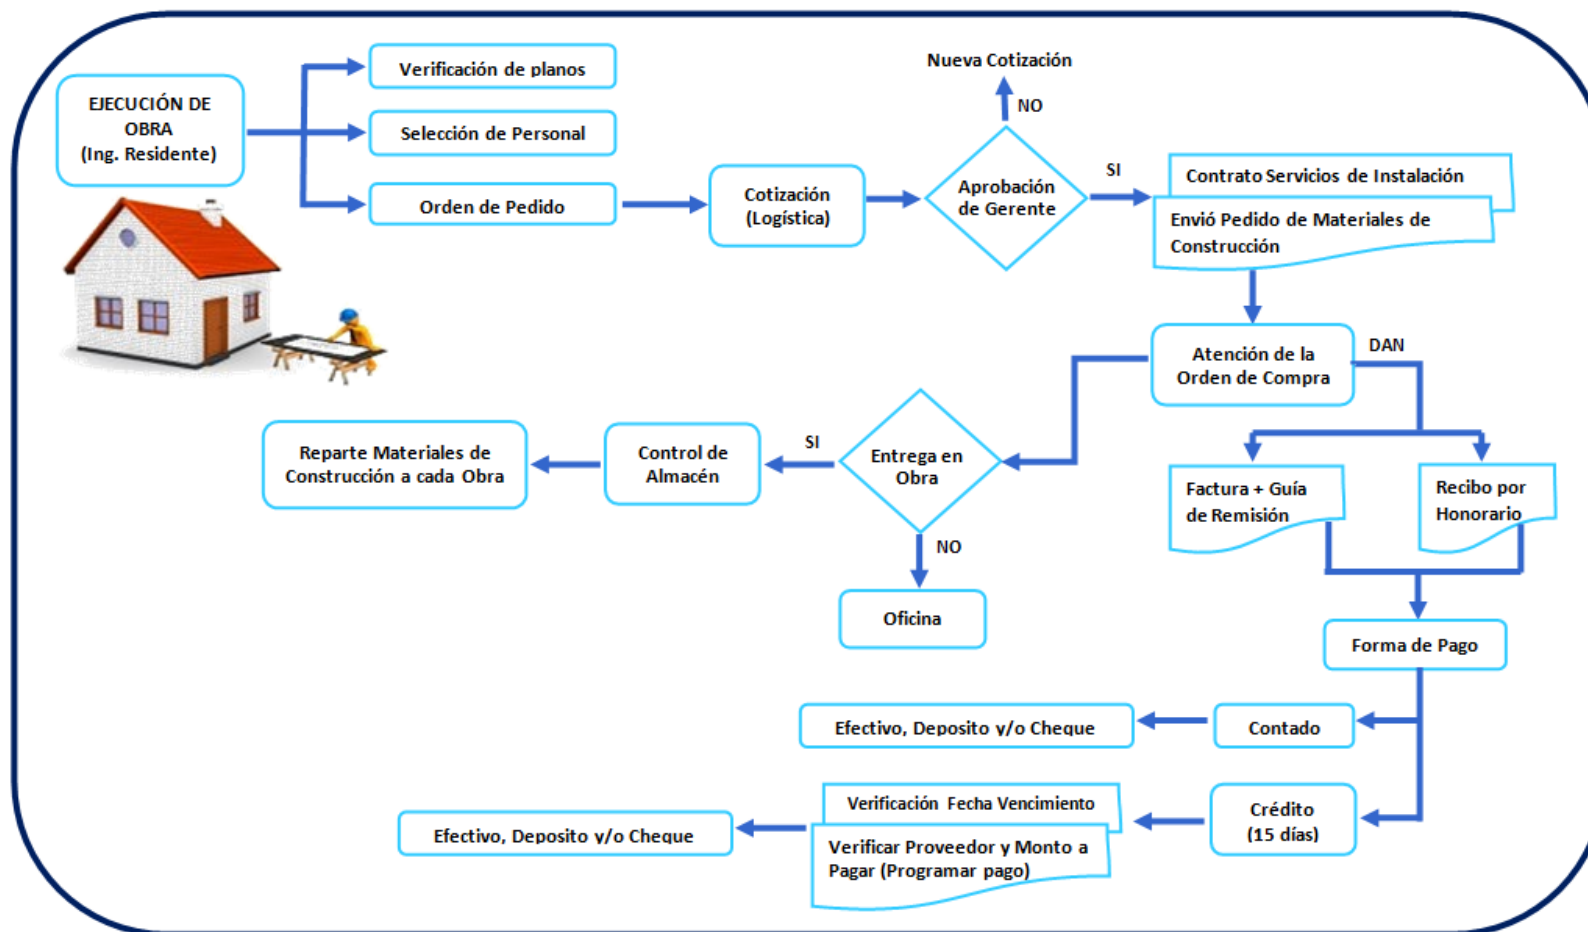 EJECUCIÓN DE
OBRA
(Ing. Residente)
Verificación de planos
Selección de Personal
Orden de Pedido
Cotización
(Logística)
Nueva Cotización
NO
Aprobación
de Gerente
SI
Contrato Servicios de Instalación
Envió Pedido de Materiales de
Construcción
Atención de la
Orden de Compra
DAN
Entrega en
Obra
SI
Control de
Almacén
Reparte Materiales de
Construcción a cada Obra
NO
Oficina
Factura + Guía
de Remisión
Recibo por
Honorario
Forma de Pago
Contado
Efectivo, Deposito y/o Cheque
Crédito
(15 días)
Verificación Fecha Vencimiento
Verificar Proveedor y Monto a
Pagar (Programar pago)
Efectivo, Deposito y/o Cheque